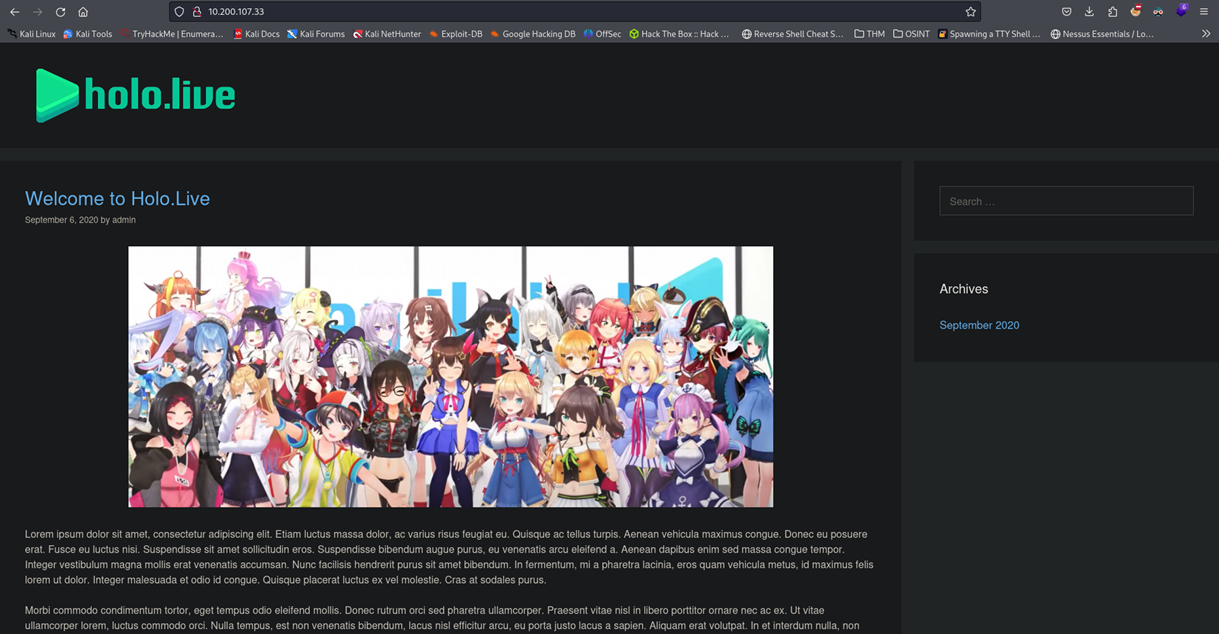 10.200.107.33
6
Kali Linux Kali Tools TryHackMe | Enumera… Kali Docs Kali Forums Kali NetHunter Exploit-DB Google Hacking DB OffSec Hack The Box :: Hack … Reverse Shell Cheat S… THM OSINT Spawning a TTY Shell … Nessus Essentials / Lo…
holo.live
Welcome to Holo.Live
September 6, 2020 by admin
Search …
Archives
September 2020
Lorem ipsum dolor sit amet, consectetur adipiscing elit. Etiam luctus massa dolor, ac varius risus feugiat eu. Quisque ac tellus turpis. Aenean vehicula maximus congue. Donec eu posuere
erat. Fusce eu luctus nisi. Suspendisse sit amet sollicitudin eros. Suspendisse bibendum augue purus, eu venenatis arcu eleifend a. Aenean dapibus enim sed massa congue tempor.
Integer vestibulum magna mollis erat venenatis accumsan. Nunc facilisis hendrerit purus sit amet bibendum. In fermentum, mi a pharetra lacinia, eros quam vehicula metus, id maximus felis
lorem ut dolor. Integer malesuada et odio id congue. Quisque placerat luctus ex vel molestie. Cras at sodales purus.
Morbi commodo condimentum tortor, eget tempus odio eleifend mollis. Donec rutrum orci sed pharetra ullamcorper. Praesent vitae nisl in libero porttitor ornare nec ac ex. Ut vitae
ullamcorper lorem, luctus commodo orci. Nulla tempus, est non venenatis bibendum, lacus nisl efficitur arcu, eu porta justo lacus a sapien. Aliquam erat volutpat. In et interdum nulla, non